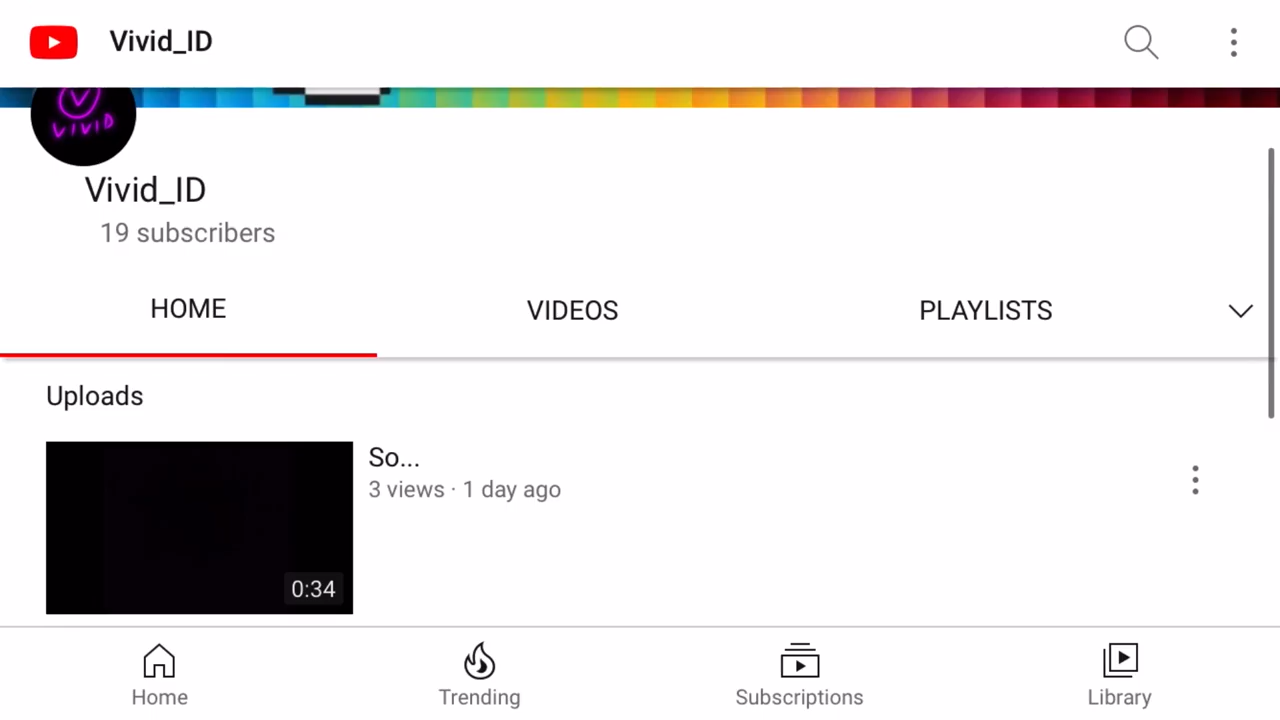 Vivid_ID
VIVID
Vivid_ID
19 subscribers
HOME VIDEOS PLAYLISTS
Uploads
So...
3 views · 1 day ago
0:34
Home Trending Subscriptions Library